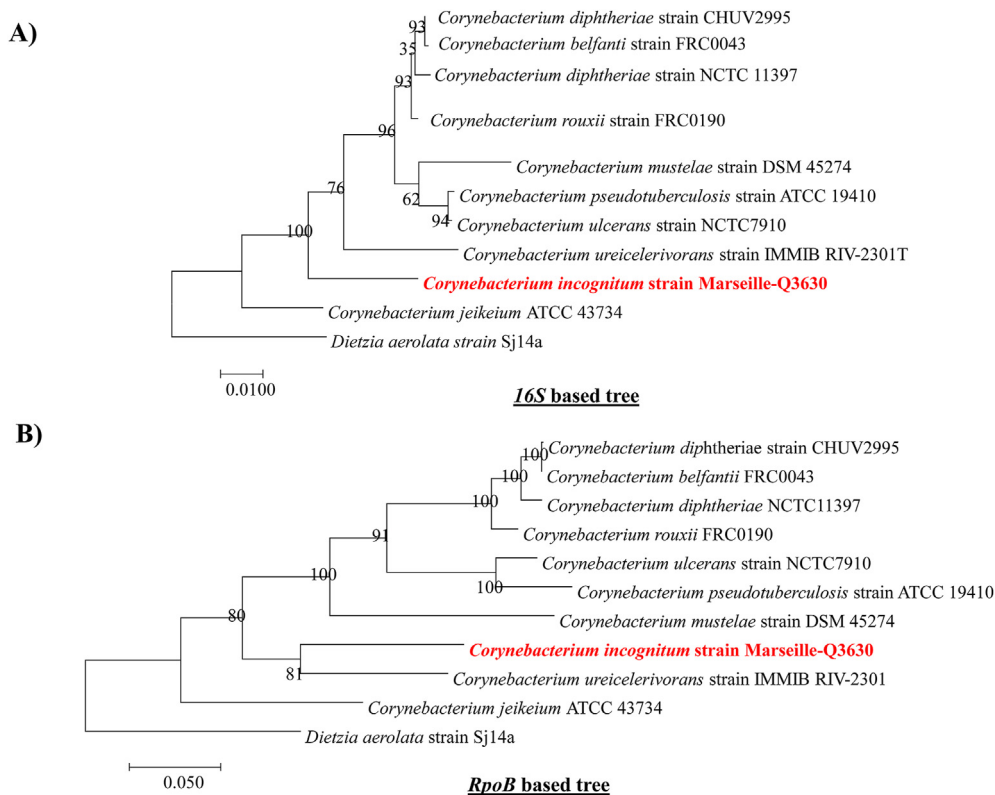 A)
93
Corynebacterium diphtheriae strain CHUV2995
35
Corynebacterium belfanti strain FRC0043
93
Corynebacterium diphtheriae strain NCTC 11397
96
Corynebacterium rouxii strain FRC0190
Corynebacterium mustelae strain DSM 45274
76
62
Corynebacterium pseudotuberculosis strain ATCC 19410
94
Corynebacterium ulcerans strain NCTC7910
100
Corynebacterium ureicelerivorans strain IMMIB RIV-2301T
Corynebacterium incognitum strain Marseille-Q3630
Corynebacterium jeikeium ATCC 43734
Dietzia aerolata strain Sj14a
0.0100
16S based tree
B)
100
Corynebacterium diphtheriae strain CHUV2995
100
Corynebacterium belfantii FRC0043
100
Corynebacterium diphtheriae NCTC11397
91
Corynebacterium rouxii FRC0190
Corynebacterium ulcerans strain NCTC7910
100
100
Corynebacterium pseudotuberculosis strain ATCC 19410
80
Corynebacterium mustelae strain DSM 45274
Corynebacterium incognitum strain Marseille-Q3630
81
Corynebacterium ureicelerivorans strain IMMIB RIV-2301
Corynebacterium jeikeium ATCC 43734
Dietzia aerolata strain Sj14a
0.050
RpoB based tree